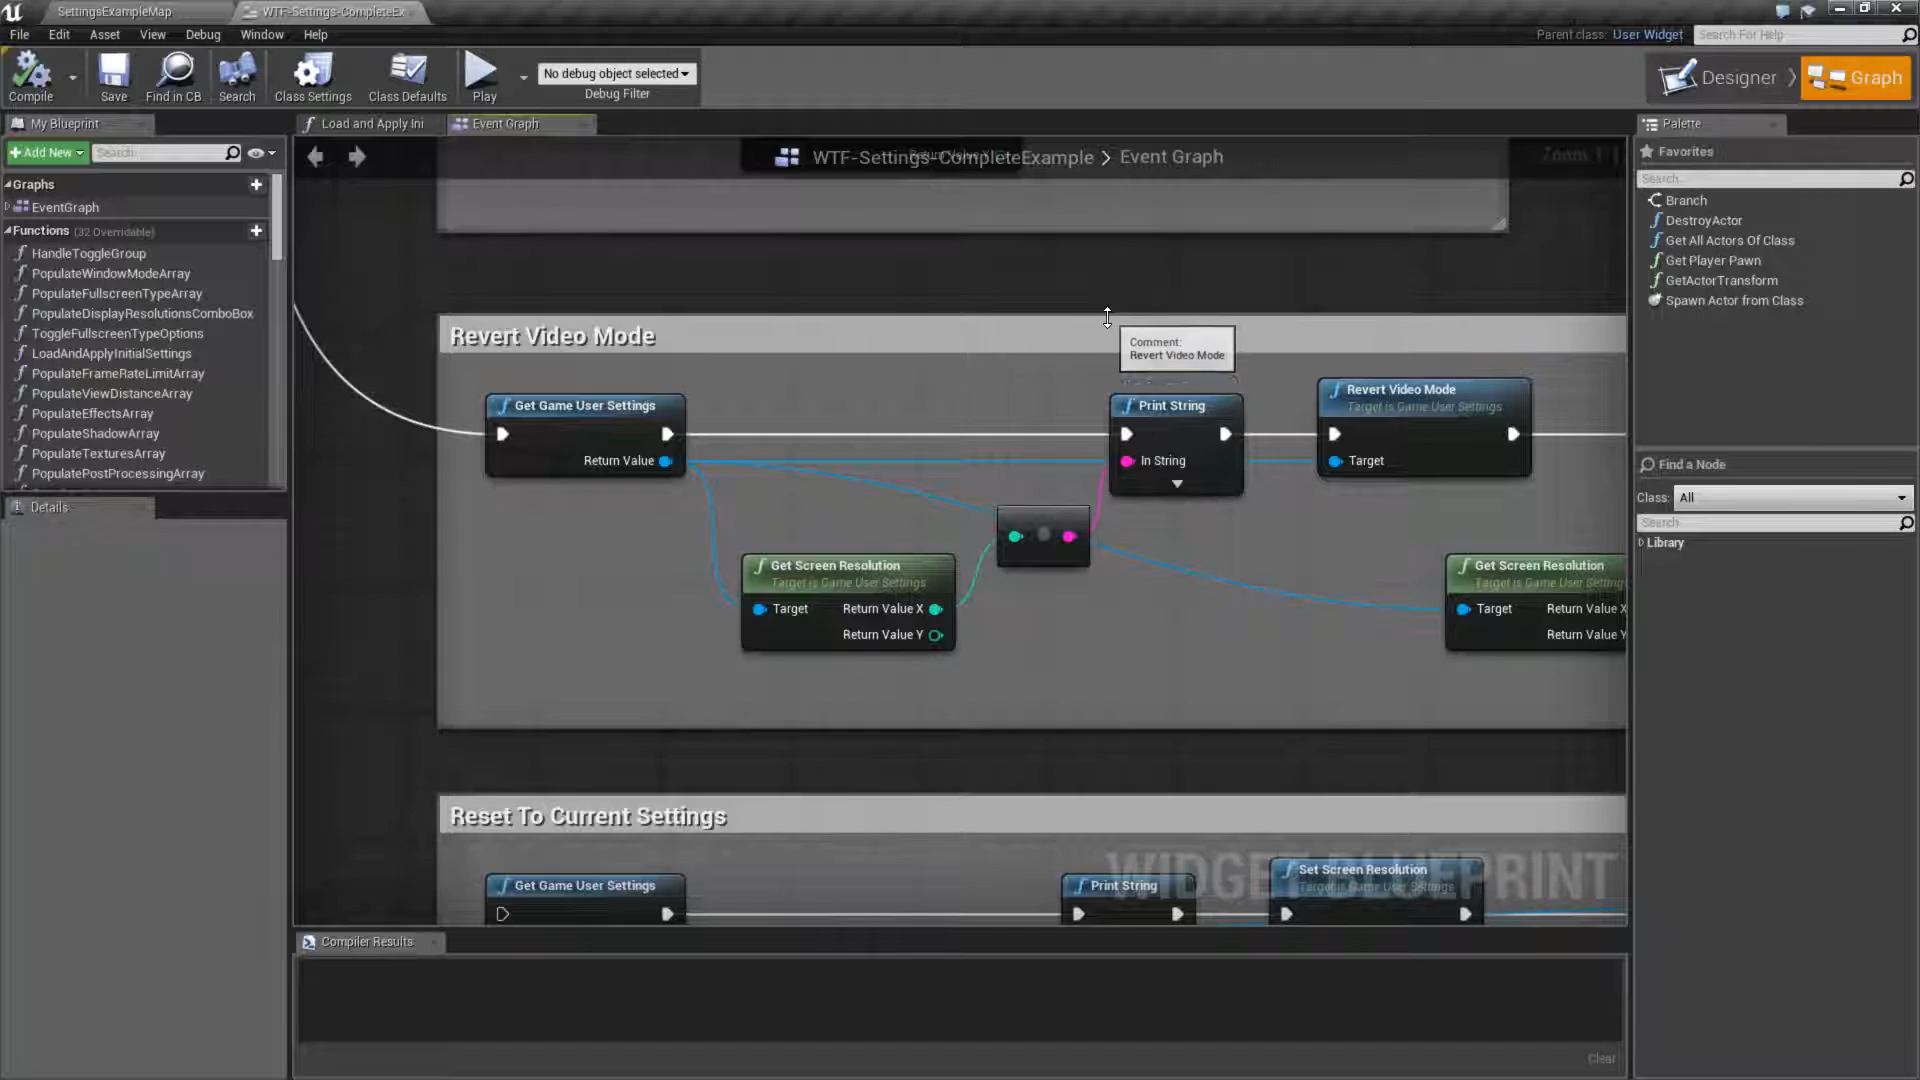 SettingsExampleMap
WTF-Settings-CompleteEx
File Edit Asset View Debug Window Help
Parent class: User Widget
Search For Help
Compile
Save
Find in CB
Search
Class Settings
Class Defaults
Play
No debug object selected
Debug Filter
Designer
Graph
My Blueprint
Add New
Search
Graphs
EventGraph
Functions (32 Overridable)
HandleToggleGroup
PopulateWindowModeArray
PopulateFullscreenTypeArray
PopulateDisplayResolutionsComboBox
ToggleFullscreenTypeOptions
LoadAndApplyInitialSettings
PopulateFrameRateLimitArray
PopulateViewDistanceArray
PopulateEffectsArray
PopulateShadowArray
PopulateTexturesArray
PopulatePostProcessingArray
Details
Load and Apply Ini
Event Graph
WTF-Settings-CompleteExample > Event Graph
Zoom 1:1
Revert Video Mode
Comment:
Revert Video Mode
Get Game User Settings
Return Value
Print String
In String
Revert Video Mode
Target is Game User Settings
Target
Get Screen Resolution
Target is Game User Settings
Target
Return Value X
Return Value Y
Get Screen Resolution
Target is Game User Setting
Target
Return Value X
Return Value Y
Reset To Current Settings
WIDGET BLUEPRINT
Get Game User Settings
Print String
Set Screen Resolution
Target is Game User Settings
Compiler Results
Clear
Palette
Favorites
Search
Branch
DestroyActor
Get All Actors Of Class
Get Player Pawn
GetActorTransform
Spawn Actor from Class
Find a Node
Class: All
Search
Library